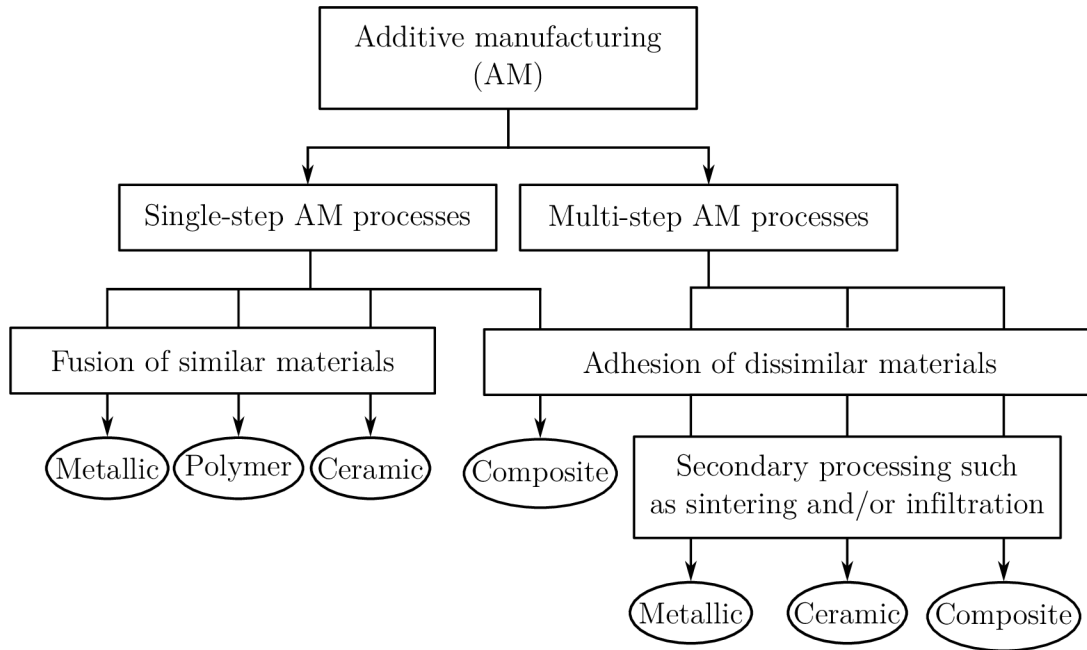 Additive manufacturing
(AM)
Single-step AM processes
Multi-step AM processes
Fusion of similar materials
Adhesion of dissimilar materials
Metallic
Polymer
Ceramic
Composite
Secondary processing such
as sintering and/or infiltration
Metallic
Ceramic
Composite